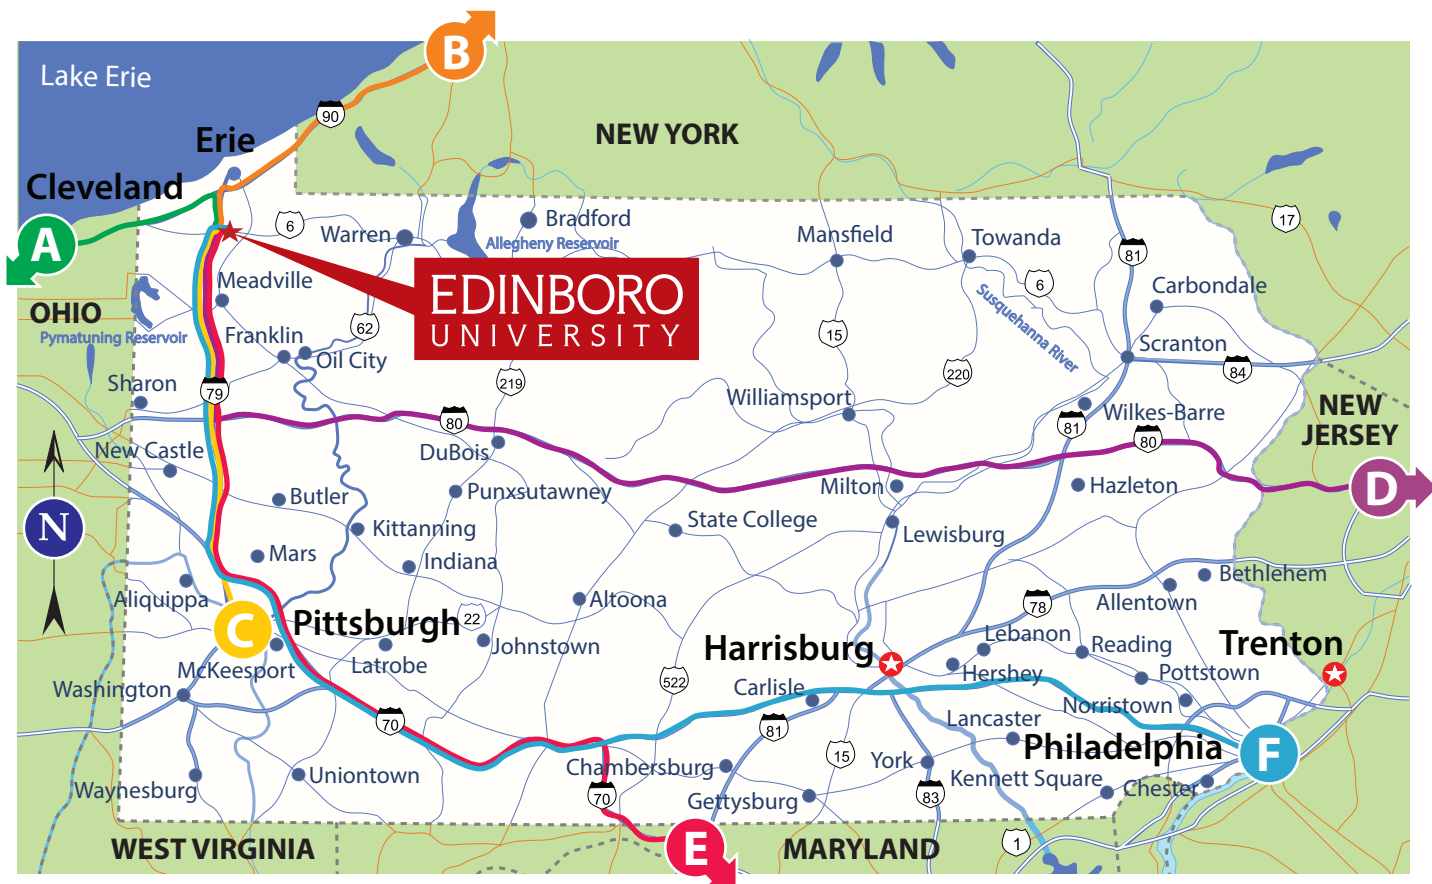 B
Lake Erie
90
NEW YORK
Erie
Cleveland
A
6
Warren
Bradford
Allegheny Reservoir
17
Mansfield
Towanda
81
6
Carbondale
Susquehanna River
EDINBORO
UNIVERSITY
Meadville
OHIO
Pymatuning Reservoir
Franklin
62
Oil City
15
Scranton
84
220
219
Sharon
79
Williamsport
Wilkes-Barre
81
80
NEW
JERSEY
80
DuBois
New Castle
Milton
Hazleton
D
Butler
Punxsutawney
N
Kittanning
State College
Lewisburg
Mars
Indiana
Bethlehem
Aliquippa
Altoona
78
Allentown
C
Pittsburgh
22
Johnstown
Harrisburg
Lebanon
Reading
Trenton
McKeesport
Latrobe
Hershey
Pottstown
Washington
522
Carlisle
Norristown
70
81
Lancaster
15
York
Philadelphia
F
Chambersburg
Uniontown
Kennett Square
Chester
Waynesburg
70
Gettysburg
83
WEST VIRGINIA
E
MARYLAND
1